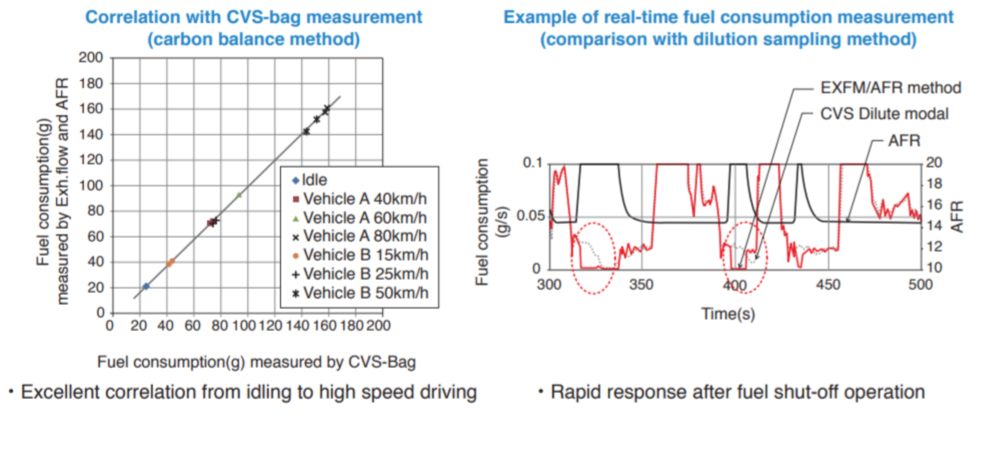 Correlation with CVS-bag measurement
(carbon balance method)
Fuel consumption(g)
measured by Exh.flow and AFR
200
180
160
140
120
100
80
60
40
20
0
0 20 40 60 80 100 120 140 160 180 200
Idle
Vehicle A 40km/h
Vehicle A 60km/h
Vehicle A 80km/h
Vehicle B 15km/h
Vehicle B 25km/h
Vehicle B 50km/h
Fuel consumption(g) measured by CVS-Bag
• Excellent correlation from idling to high speed driving
Example of real-time fuel consumption measurement
(comparison with dilution sampling method)
EXFM/AFR method
CVS Dilute modal
AFR
Fuel consumption
(g/s)
0.1
0.05
0
20
18
16
14
12
10
AFR
300 350 400 450 500
Time(s)
• Rapid response after fuel shut-off operation